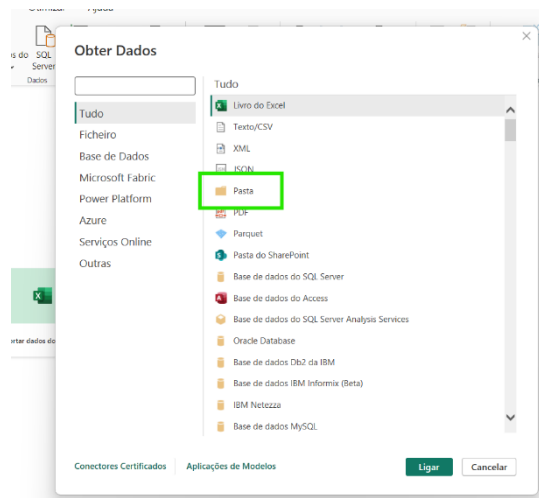 Ajuda
SQL
Server
Dados
Obter Dados
Tudo
Ficheiro
Base de Dados
Microsoft Fabric
Power Platform
Azure
Serviços Online
Outras
Tudo
Livro do Excel
Texto/CSV
XML
JSON
Pasta
PDF
Parquet
Pasta do SharePoint
Base de dados do SQL Server
Base de dados do Access
Base de dados do SQL Server Analysis Services
Oracle Database
Base de dados Db2 da IBM
Base de dados IBM Informix (Beta)
IBM Netezza
Base de dados MySQL
Conectores Certificados Aplicações de Modelos
Ligar Cancelar